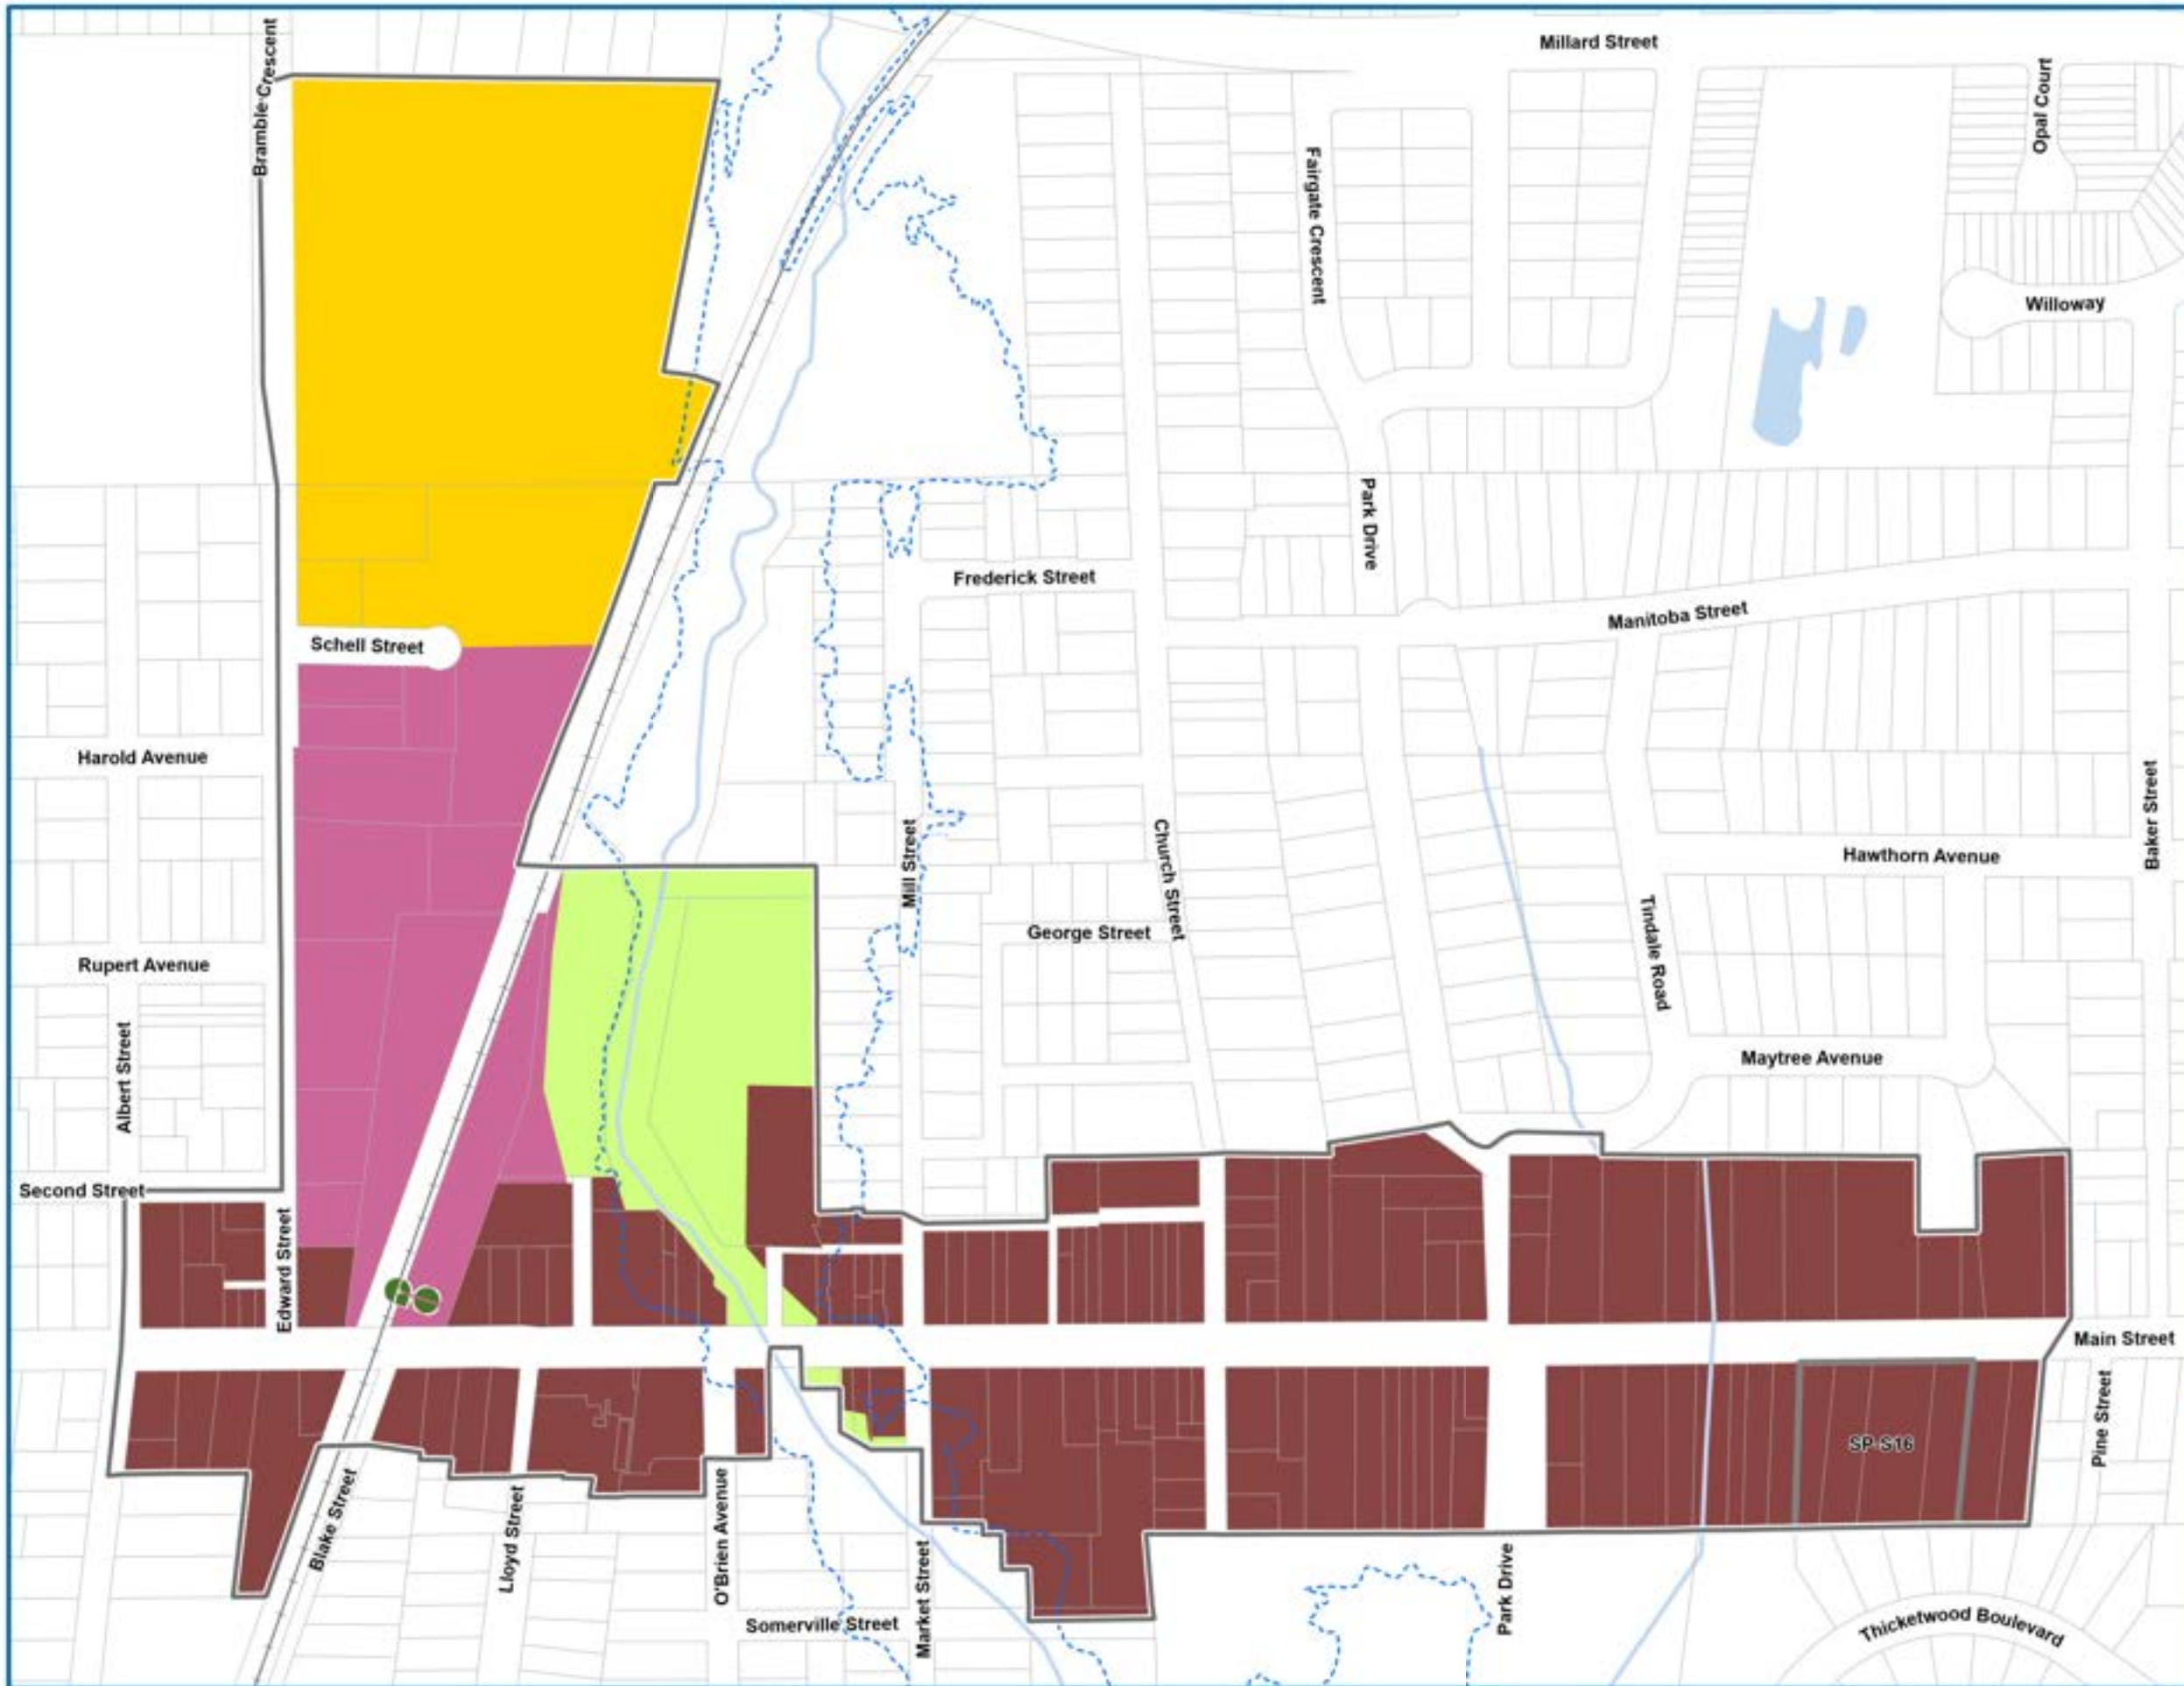 Bramble Crescent
Millard Street
Opal Court
Fairgate Crescent
Willoway
Park Drive
Frederick Street
Manitoba Street
Schell Street
Harold Avenue
Mill Street
Church Street
Hawthorn Avenue
Baker Street
George Street
Tindale Road
Rupert Avenue
Albert Street
Maytree Avenue
Second Street
Edward Street
Main Street
Pine Street
SP-S16
Blake Street
Lloyd Street
O'Brien Avenue
Market Street
Park Drive
Somerville Street
Thicketwood Boulevard